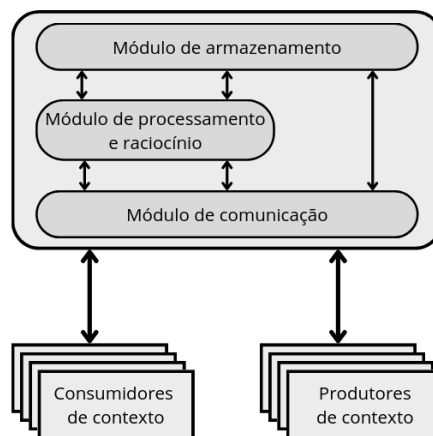 Módulo de armazenamento
Módulo de processamento
e raciocínio
Módulo de comunicação
Consumidores
de contexto
Produtores
de contexto